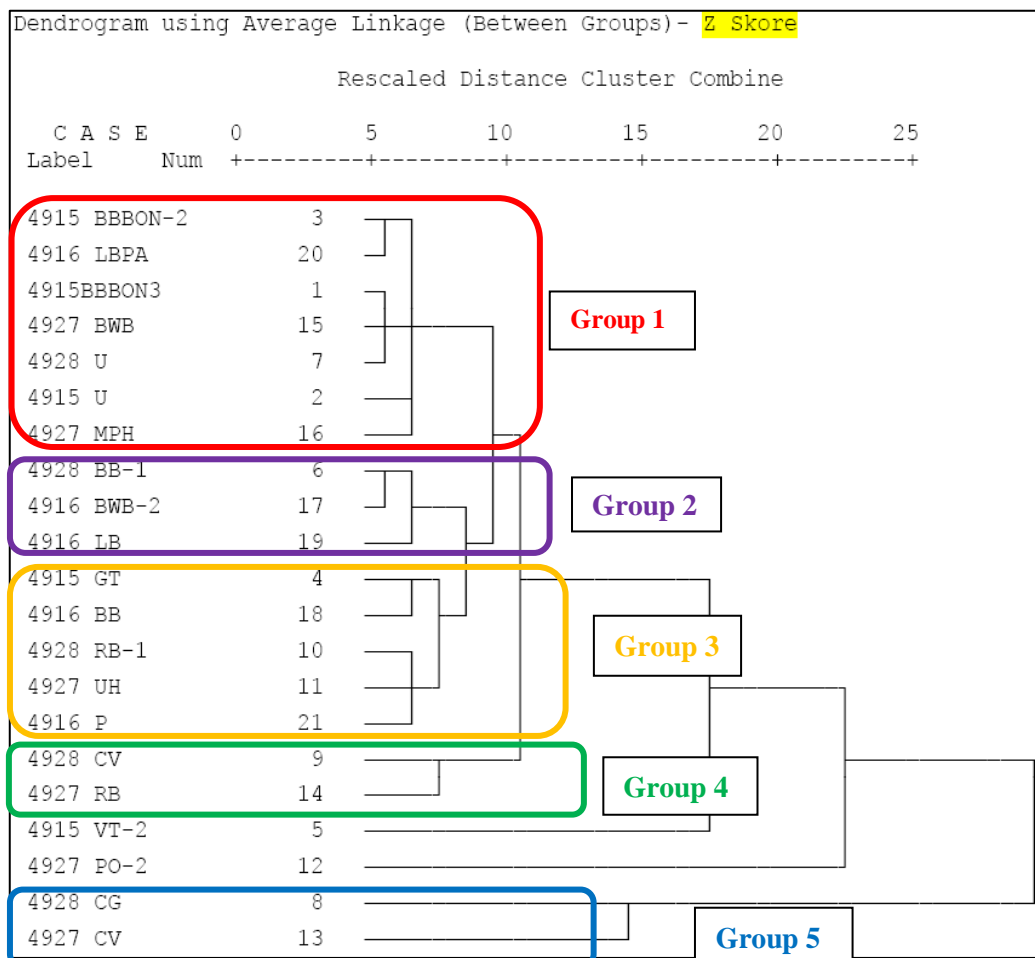 Dendrogram using Average Linkage (Between Groups)- Z Skore
Rescaled Distance Cluster Combine
C A S E 0 5 10 15 20 25
Label Num +---------+---------+---------+---------+---------+
4915 BBBON-2 3
4916 LBPA 20
4915BBBON3 1
Group 1
4927 BWB 15
4928 U 7
4915 U 2
4927 MPH 16
4928 BB-1 6
4916 BWB-2 17
Group 2
4916 LB 19
4915 GT 4
4916 BB 18
4928 RB-1 10
Group 3
4927 UH 11
4916 P 21
4928 CV 9
4927 RB 14
Group 4
4915 VT-2 5
4927 PO-2 12
4928 CG 8
4927 CV 13
Group 5